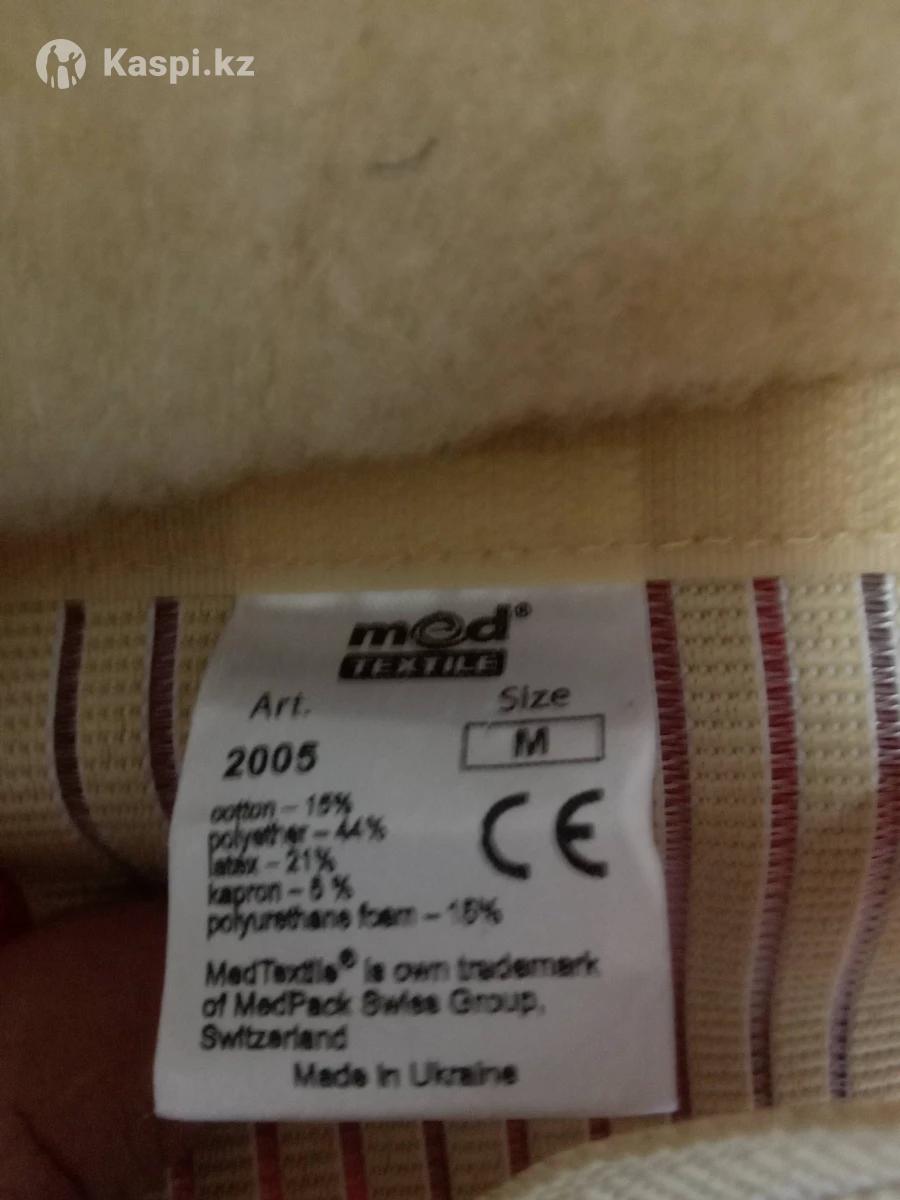 Kaspi.kz
med®
TEXTILE
Art. Size
2005 M
cotton – 15%
polyether – 44%
latex – 21%
kapron – 5 %
polyurethane foam – 15%
CE
MedTextile® is own trademark
of MedPack Swiss Group,
Switzerland
Made in Ukraine